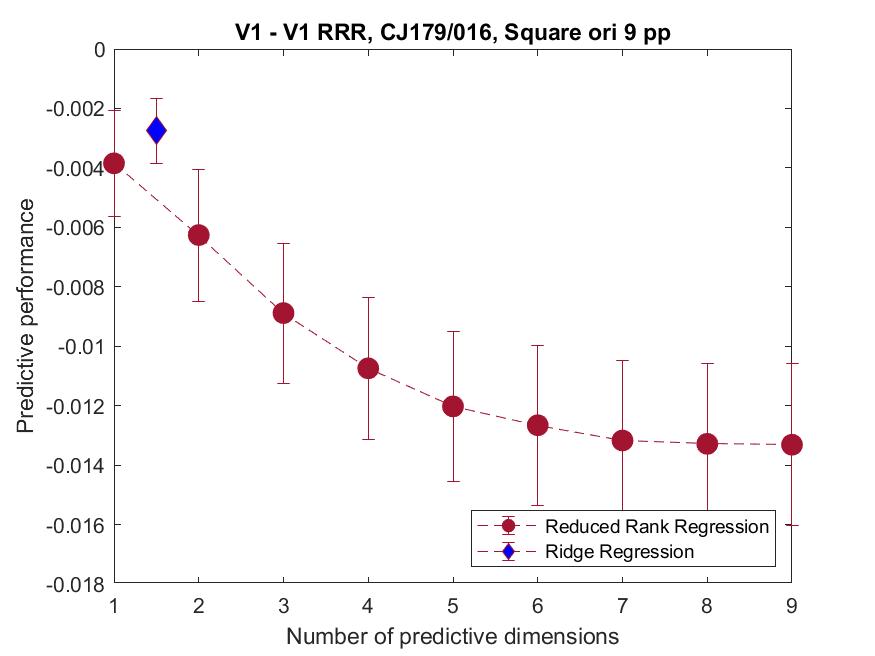 V1 - V1 RRR, CJ179/016, Square ori 9 pp
0
-0.002
-0.004
-0.006
-0.008
-0.01
-0.012
-0.014
-0.016
-0.018
Predictive performance
1 2 3 4 5 6 7 8 9
Number of predictive dimensions
Reduced Rank Regression
Ridge Regression